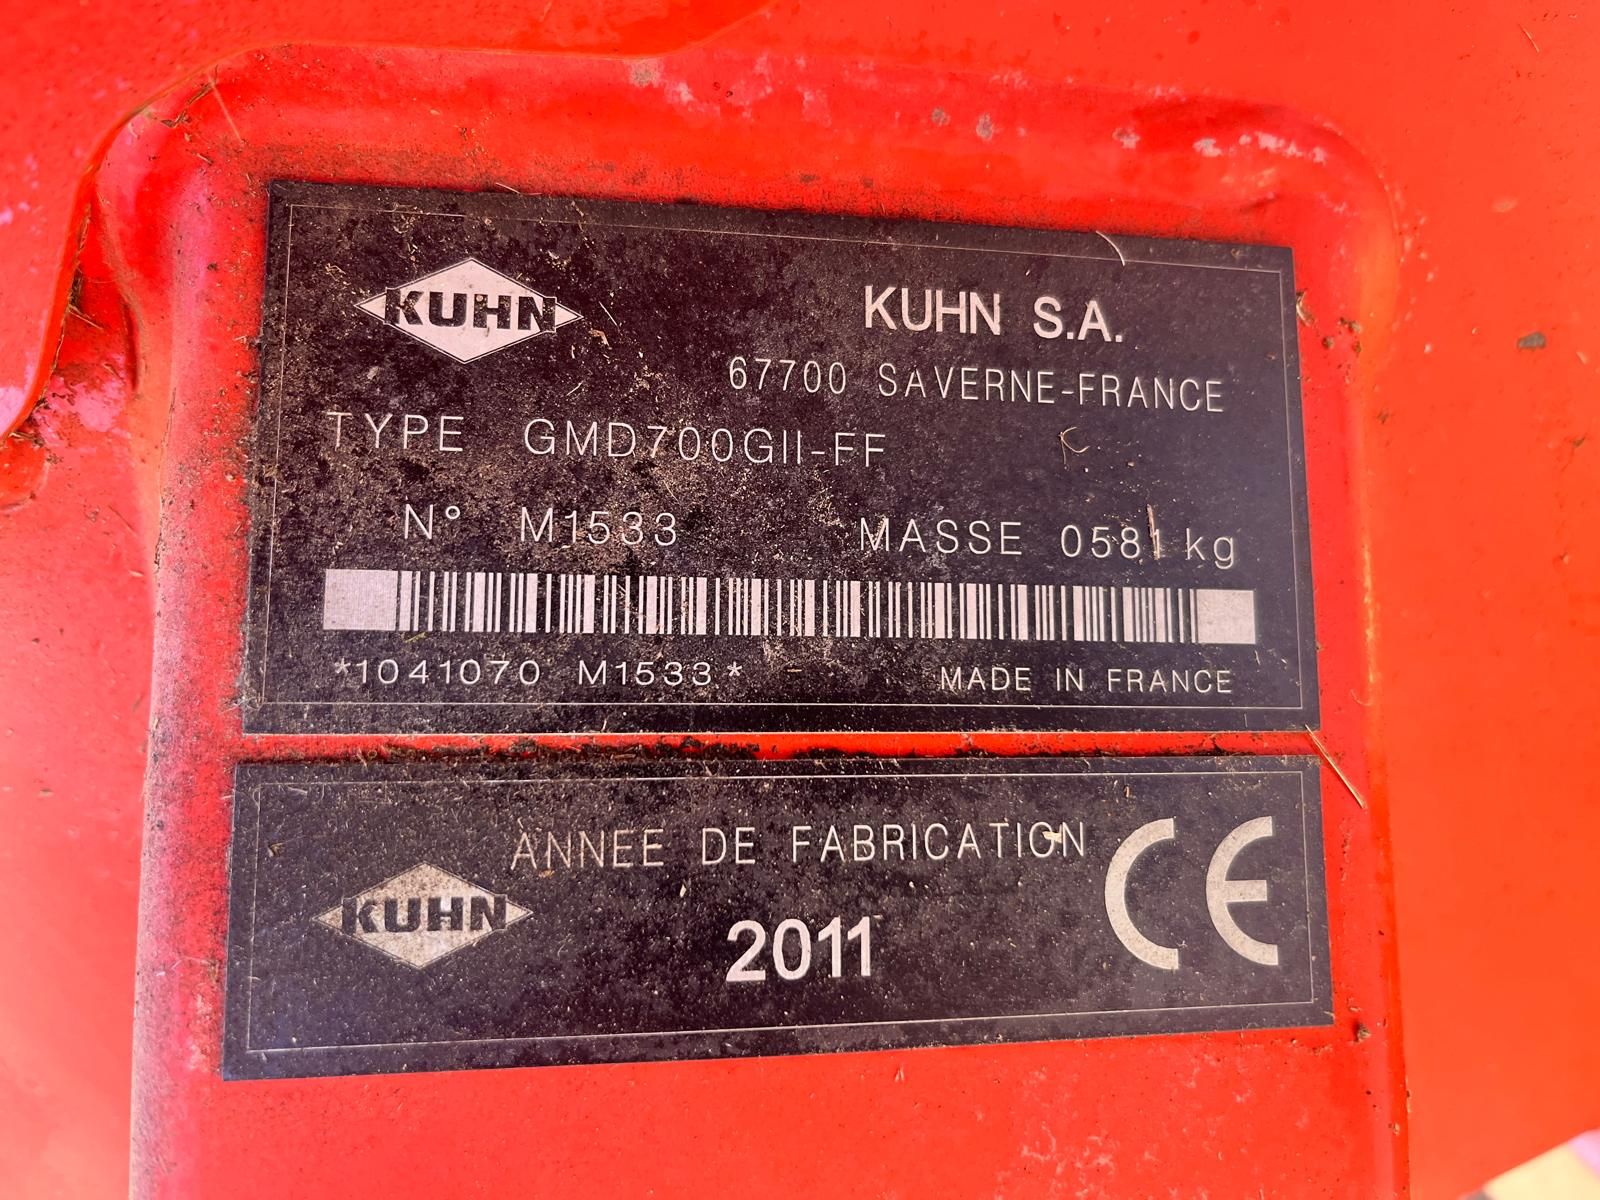 KUHN
KUHN S.A.
67700 SAVERNE-FRANCE
TYPE GMD700GII-FF
N° M1533 MASSE 0581 kg
*1041070 M1533*
MADE IN FRANCE
ANNEE DE FABRICATION
KUHN
2011
CE